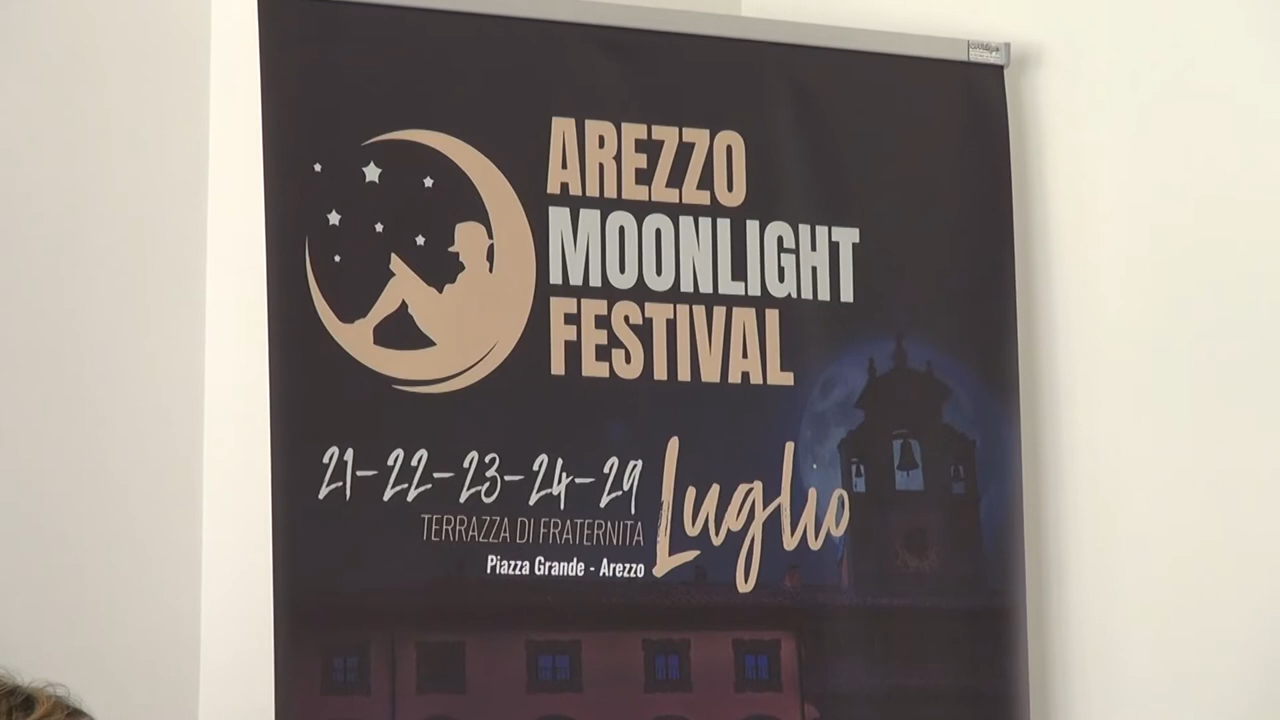 AREZZO
MOONLIGHT
FESTIVAL
21-22-23-24-29 Luglio
TERRAZZA DI FRATERNITA
Piazza Grande - Arezzo